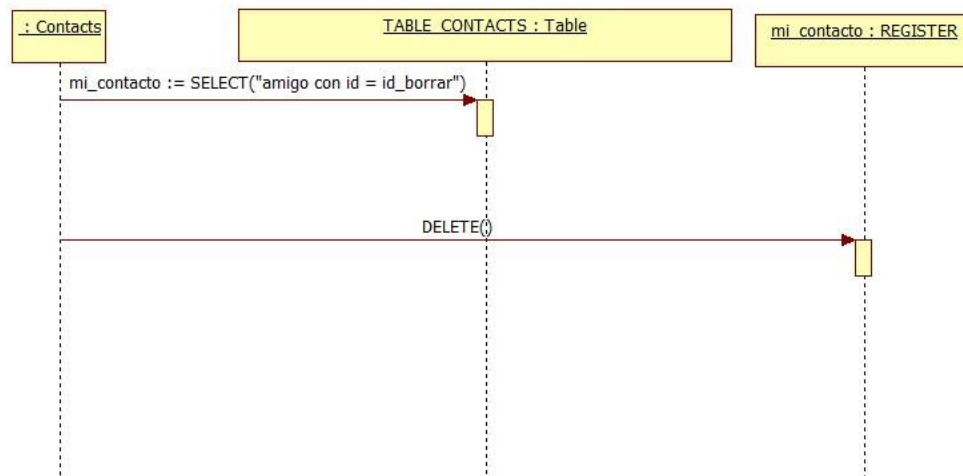 : Contacts
TABLE_CONTACTS : Table
mi_contacto : REGISTER
mi_contacto := SELECT("amigo con id = id_borrar")
DELETE()